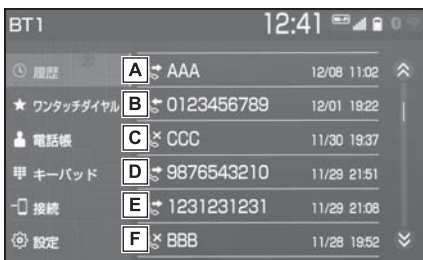 BT1 12:41
履歴 A AAA 12/08 11:02
ワンタッチダイヤル B 0123456789 12/01 19:22
電話帳 C CCC 11/30 19:37
キーパッド D 9876543210 11/29 21:51
接続 E 1231231231 11/29 21:08
設定 F BBB 11/28 19:52